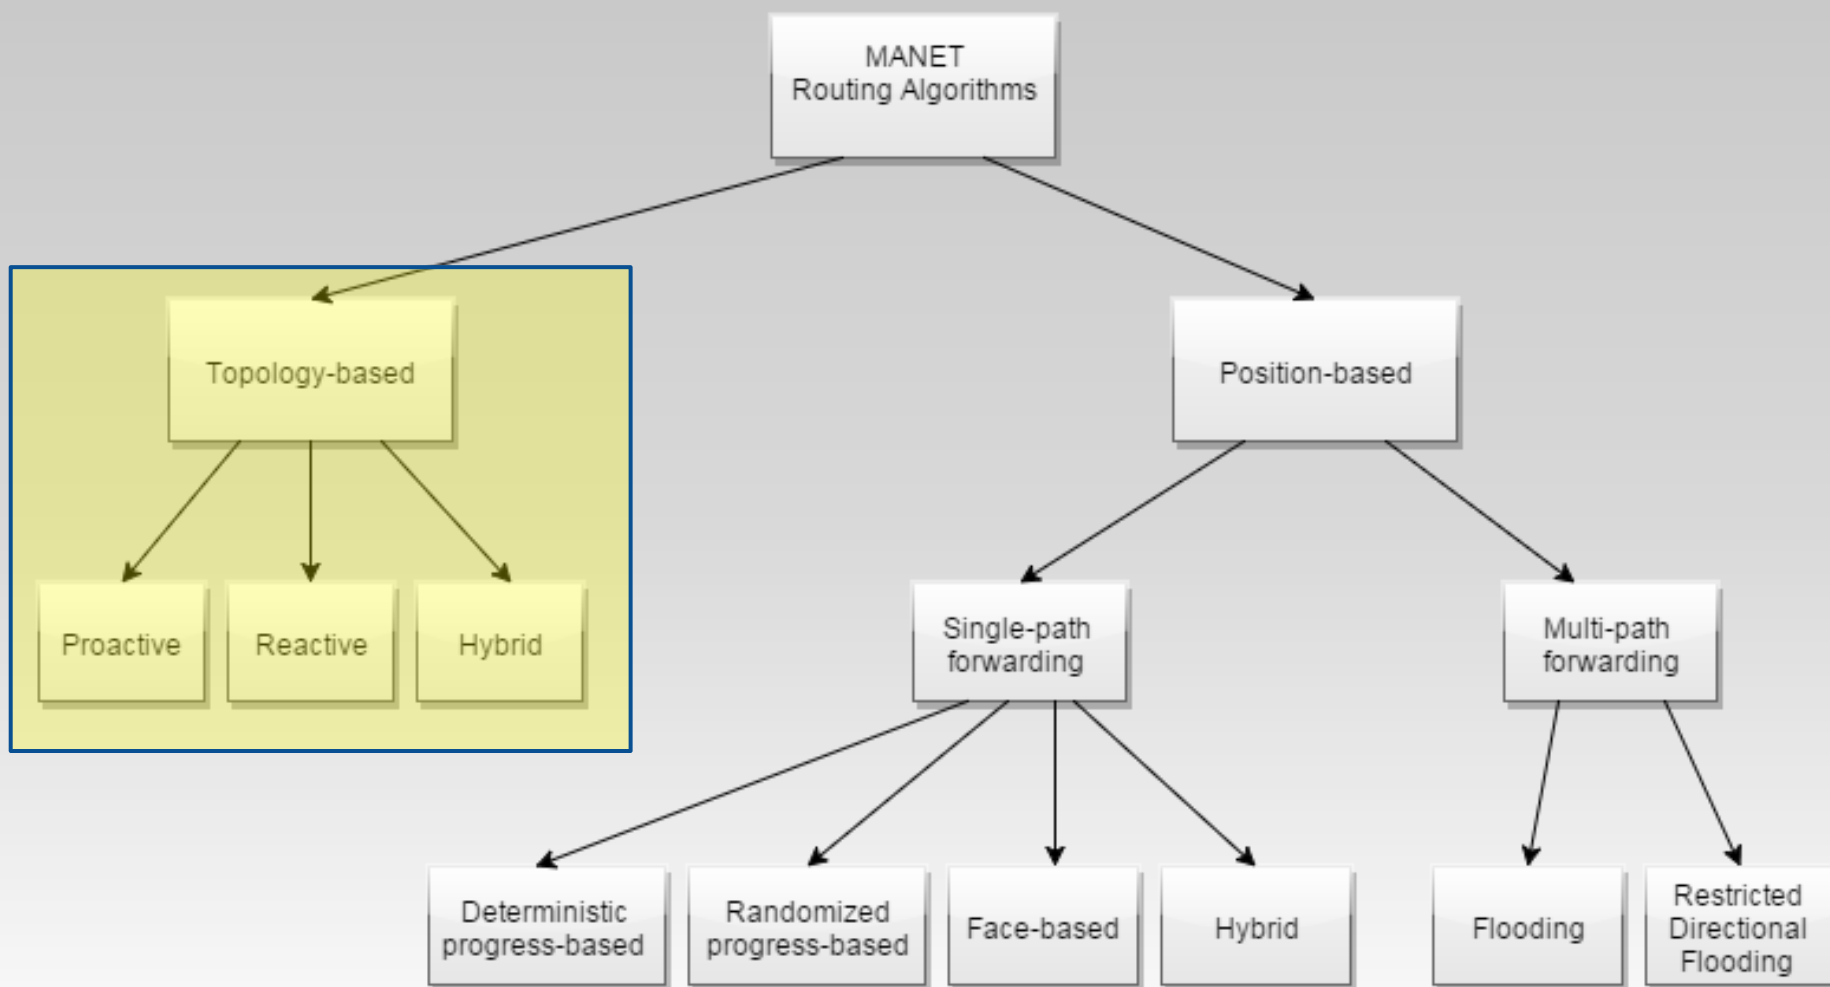 MANET
Routing Algorithms
Topology-based
Position-based
Proactive
Reactive
Hybrid
Single-path
forwarding
Multi-path
forwarding
Deterministic
progress-based
Randomized
progress-based
Face-based
Hybrid
Flooding
Restricted
Directional
Flooding